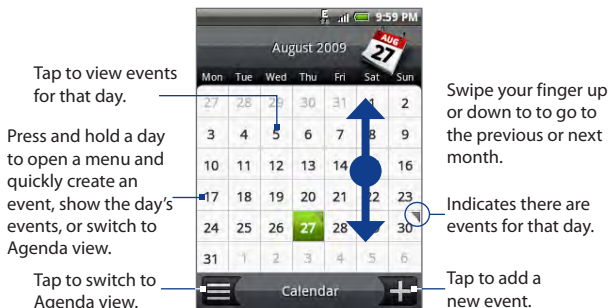 9:59 PM
August 2009
AUG
27
Mon Tue Wed Thu Fri Sat Sun
27 28 29 30 31 1 2
3 4 5 6 7 8 9
10 11 12 13 14 16
17 18 19 20 21 22 23
24 25 26 27 28 30
31 1 2 3 4 5 6
Calendar
Tap to view events
for that day.
Press and hold a day
to open a menu and
quickly create an
event, show the day's
events, or switch to
Agenda view.
Tap to switch to
Agenda view.
Swipe your finger up
or down to to go to
the previous or next
month.
Indicates there are
events for that day.
Tap to add a
new event.